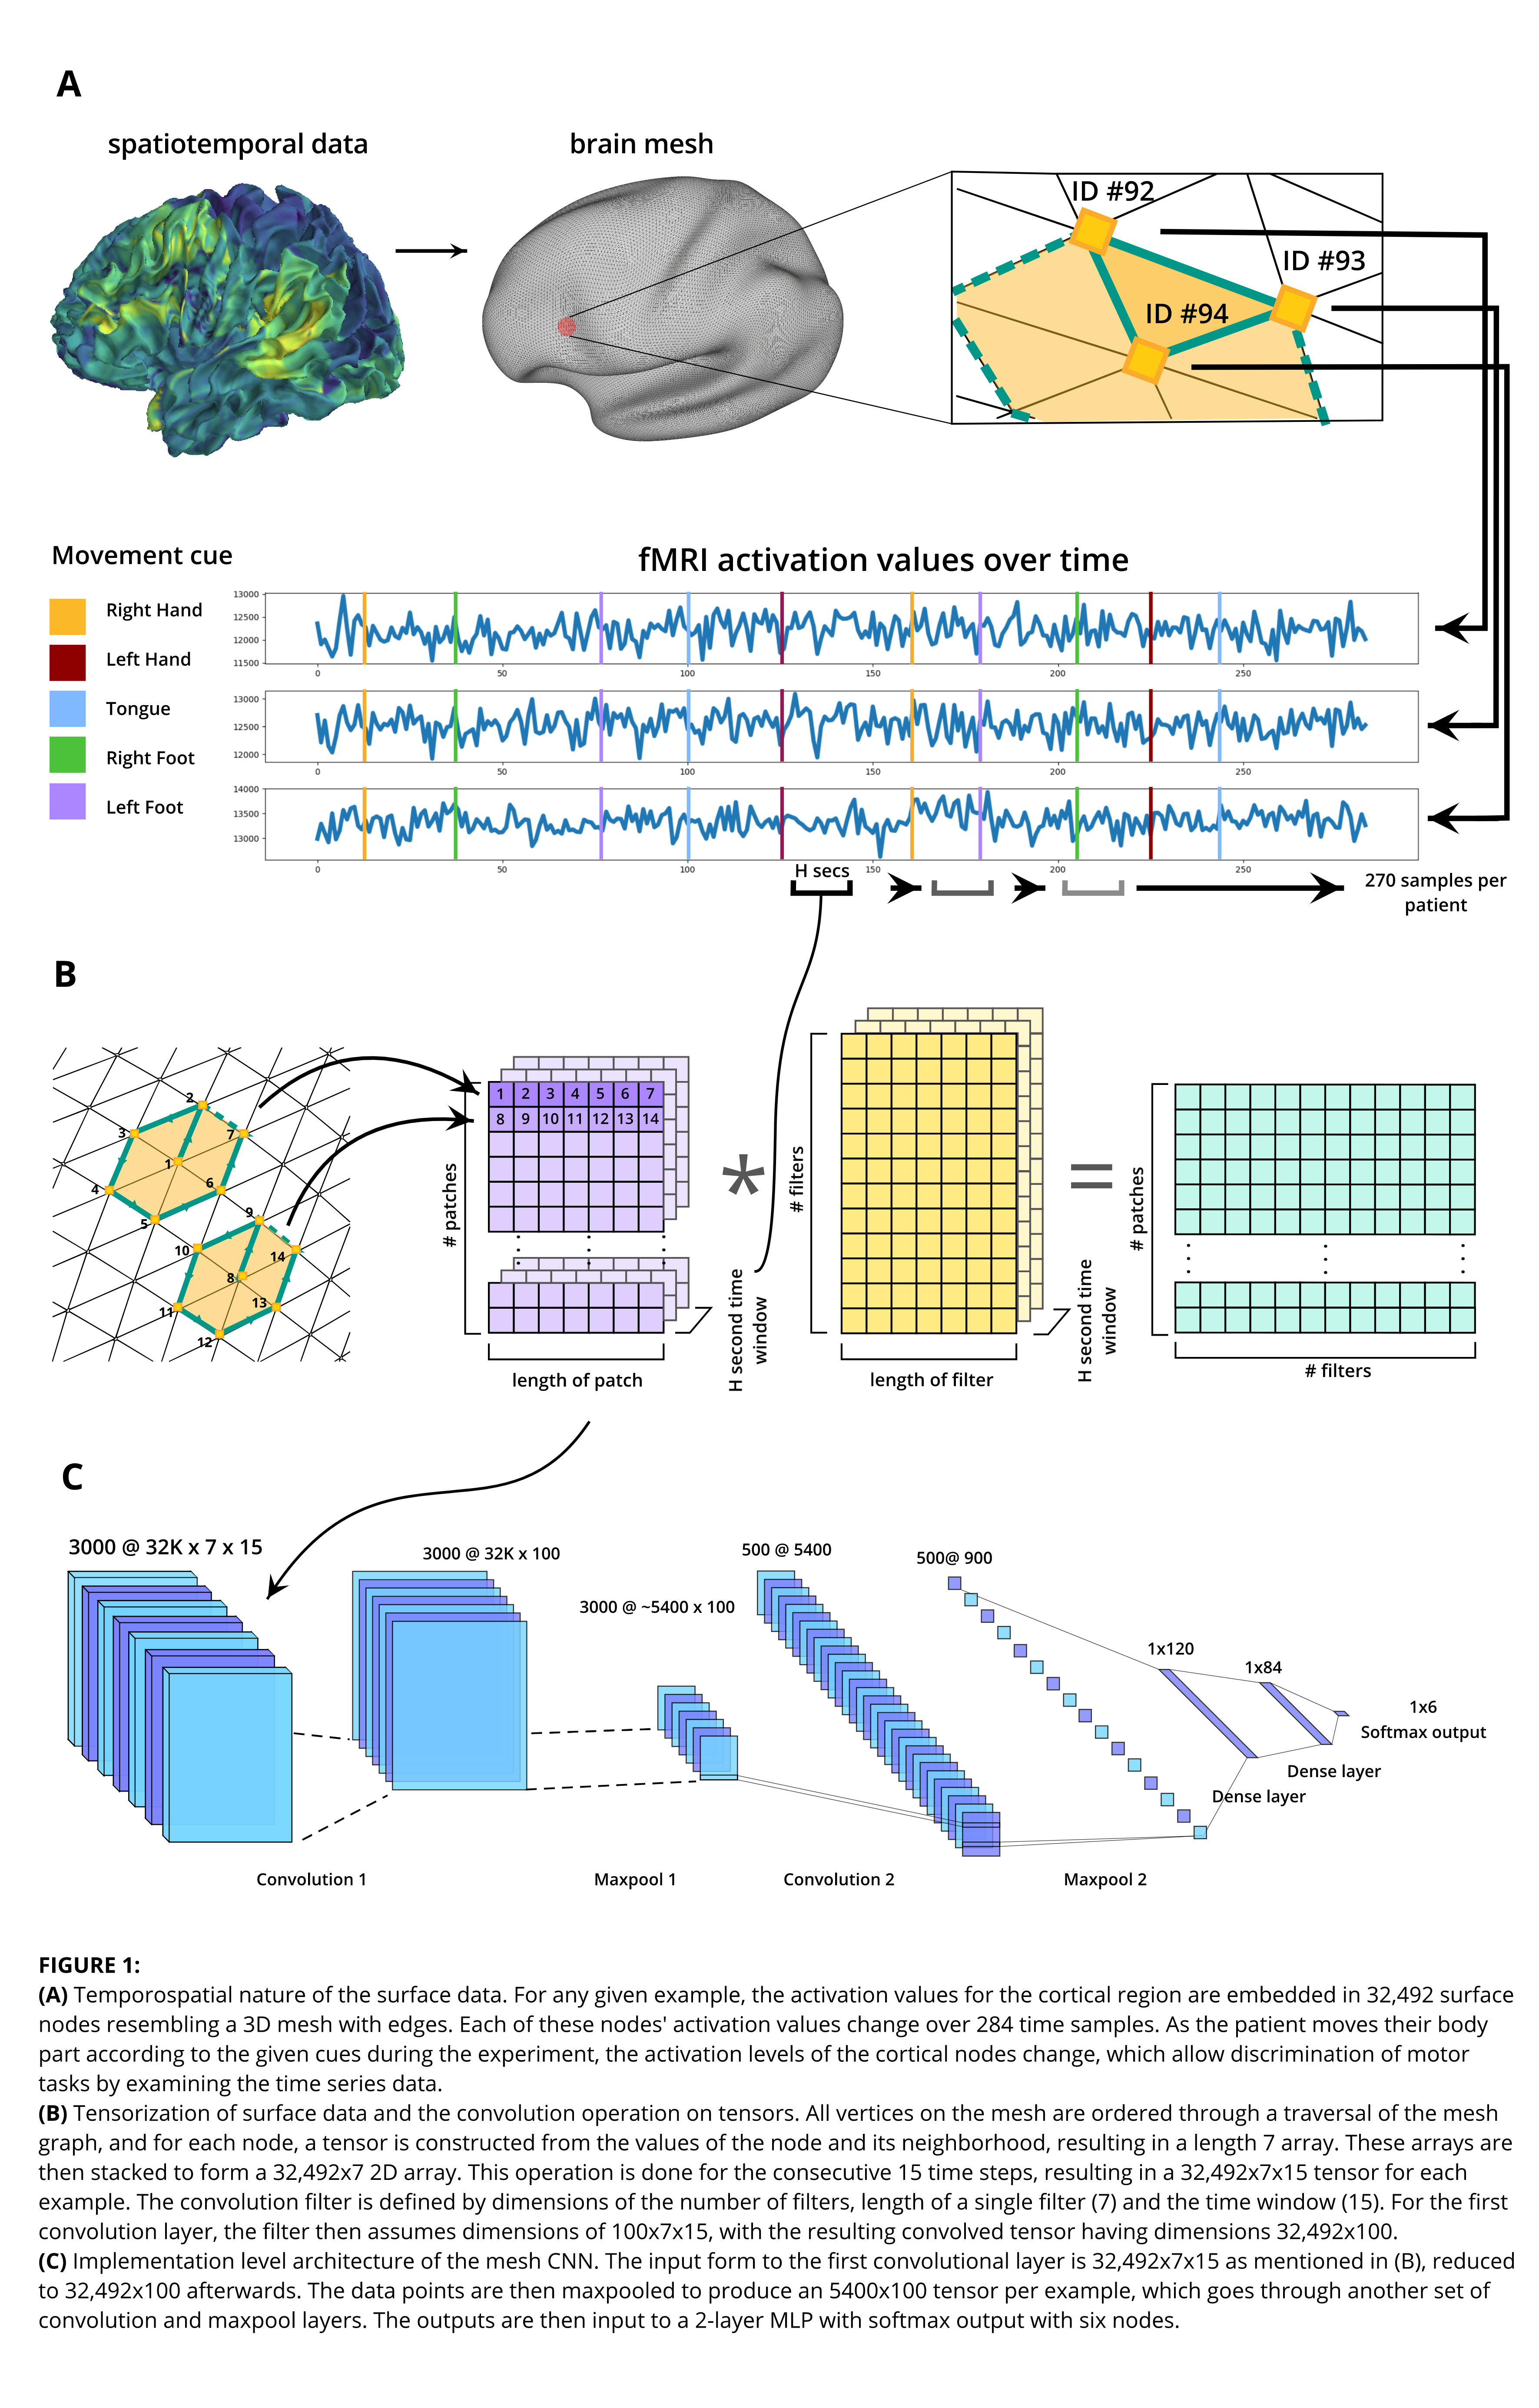 A
spatiotemporal data
brain mesh
ID #92
ID #93
ID #94
Movement cue
Right Hand
Left Hand
Tongue
Right Foot
Left Foot
fMRI activation values over time
13000
12500
12000
11500
0 50 100 150 200 250
13000
12500
12000
0 50 100 150 200 250
14000
13500
13000
0 50 100 150 200 250
H secs
270 samples per
patient
B
2
3
7
1
4
6
5
9
10
14
8
11
13
12
# patches
1 2 3 4 5 6 7
8 9 10 11 12 13 14
length of patch
H second time
window
*
# filters
length of filter
H second time
window
=
# patches
# filters
C
3000 @ 32K x 7 x 15
3000 @ 32K x 100
3000 @ ~5400 x 100
500 @ 5400
500@ 900
1x120
1x84
1x6
Softmax output
Dense layer
Dense layer
Convolution 1
Maxpool 1
Convolution 2
Maxpool 2
FIGURE 1:
(A) Temporospatial nature of the surface data. For any given example, the activation values for the cortical region are embedded in 32,492 surface
nodes resembling a 3D mesh with edges. Each of these nodes' activation values change over 284 time samples. As the patient moves their body
part according to the given cues during the experiment, the activation levels of the cortical nodes change, which allow discrimination of motor
tasks by examining the time series data.
(B) Tensorization of surface data and the convolution operation on tensors. All vertices on the mesh are ordered through a traversal of the mesh
graph, and for each node, a tensor is constructed from the values of the node and its neighborhood, resulting in a length 7 array. These arrays are
then stacked to form a 32,492x7 2D array. This operation is done for the consecutive 15 time steps, resulting in a 32,492x7x15 tensor for each
example. The convolution filter is defined by dimensions of the number of filters, length of a single filter (7) and the time window (15). For the first
convolution layer, the filter then assumes dimensions of 100x7x15, with the resulting convolved tensor having dimensions 32,492x100.
(C) Implementation level architecture of the mesh CNN. The input form to the first convolutional layer is 32,492x7x15 as mentioned in (B), reduced
to 32,492x100 afterwards. The data points are then maxpooled to produce an 5400x100 tensor per example, which goes through another set of
convolution and maxpool layers. The outputs are then input to a 2-layer MLP with softmax output with six nodes.